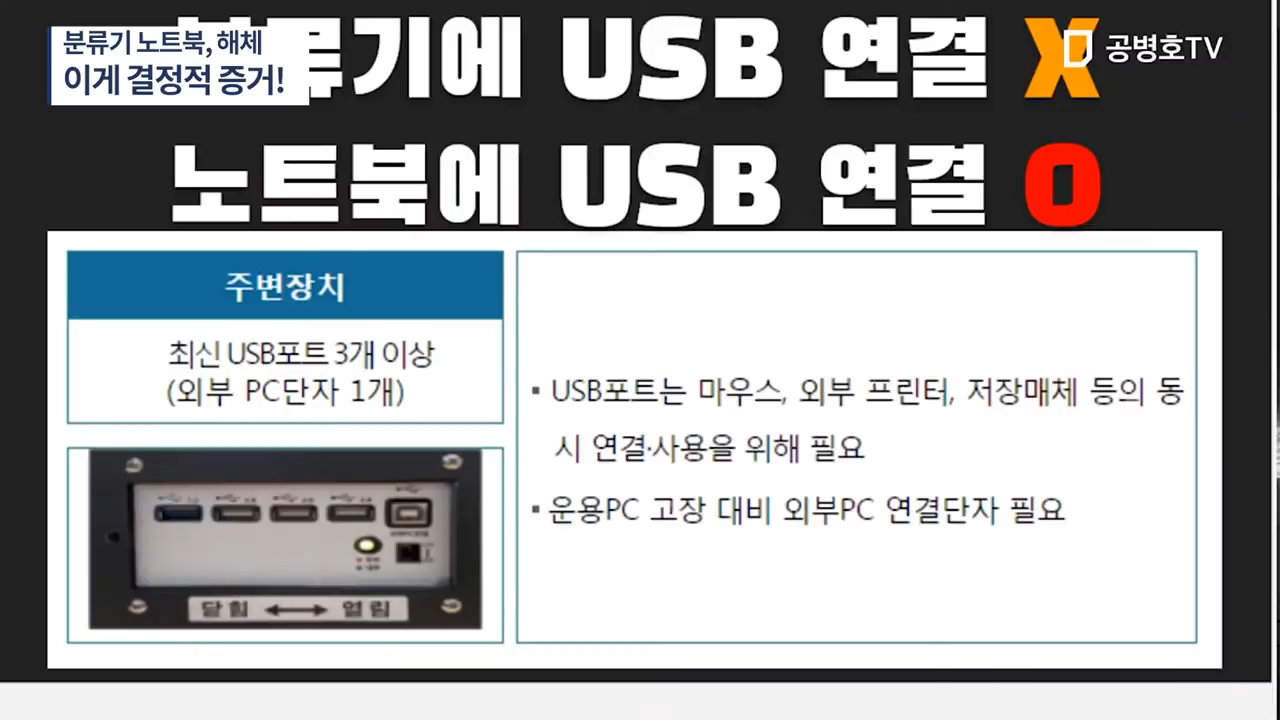 분류기 노트북, 해체
이게 결정적 증거!
공병호TV
류기에 USB 연결 X
노트북에 USB 연결 O
주변장치
최신 USB포트 3개 이상
(외부 PC단자 1개)
▪ USB포트는 마우스, 외부 프린터, 저장매체 등의 동
시 연결·사용을 위해 필요
▪ 운용PC 고장 대비 외부PC 연결단자 필요
닫힘 ↔ 열림